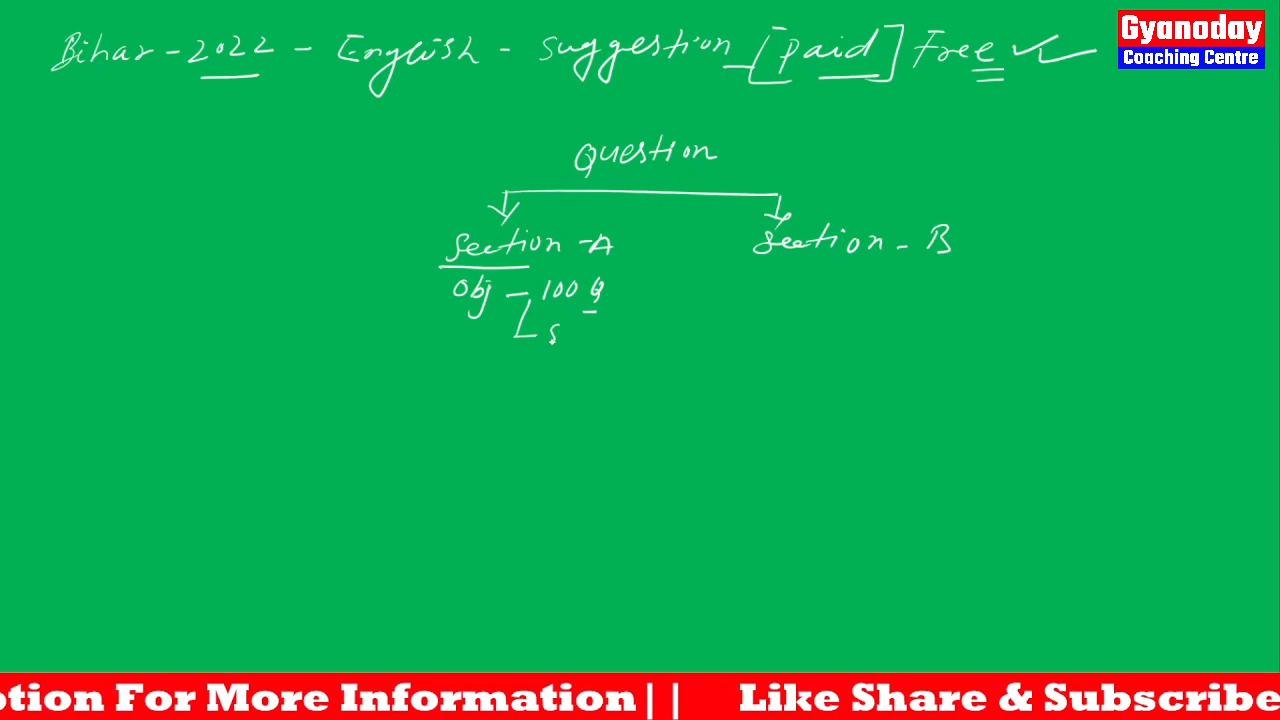 Bihar - 2022 - English - Suggestion - [paid] Free
Gyanoday
Coaching Centre
Question
Section - A
Section - B
Obj - 100 Q
otion For More Information|| Like Share & Subscribe